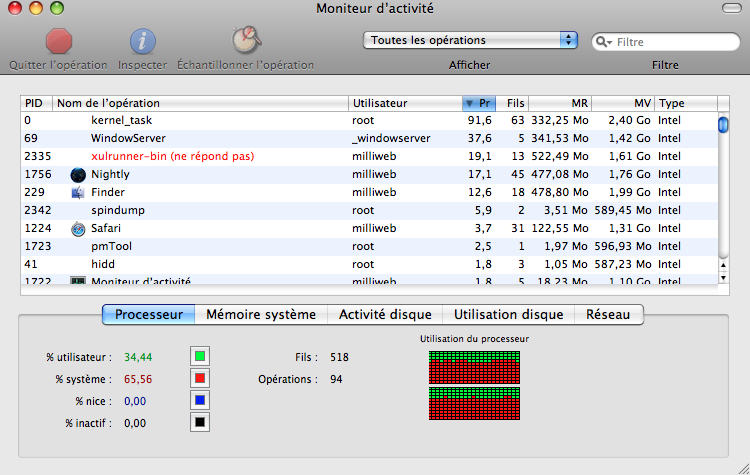 Moniteur d'activité
Toutes les opérations
Filtre
Quitter l'opération Inspecter Échantillonner l'opération Afficher Filtre
PID Nom de l'opération Utilisateur Pr Fils MR MV Type
0 kernel_task root 91,6 63 332,25 Mo 2,40 Go Intel
69 WindowServer _windowserver 37,6 5 341,53 Mo 1,42 Go Intel
2335 xulrunner-bin (ne répond pas) milliweb 19,1 13 522,49 Mo 1,61 Go Intel
1756 Nightly milliweb 17,1 45 477,08 Mo 1,76 Go Intel
229 Finder milliweb 12,6 18 478,80 Mo 1,99 Go Intel
2342 spindump root 5,9 2 3,51 Mo 589,45 Mo Intel
1224 Safari milliweb 3,7 31 122,55 Mo 1,31 Go Intel
1723 pmTool root 2,5 1 1,97 Mo 596,93 Mo Intel
41 hidd root 1,8 3 1,05 Mo 587,23 Mo Intel
1722 Moniteur d'activité milliweb 1,8 5 18,23 Mo 1,10 Go Intel
Processeur Mémoire système Activité disque Utilisation disque Réseau
Utilisation du processeur
% utilisateur : 34,44 Fils : 518
% système : 65,56 Opérations : 94
% nice : 0,00
% inactif : 0,00